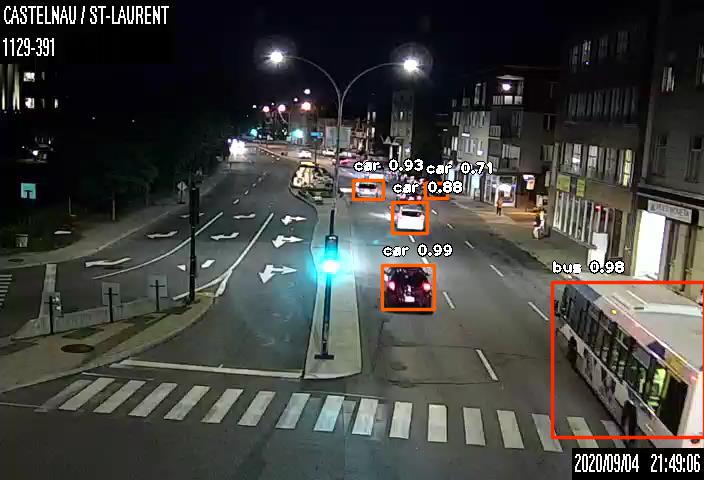 CASTELNAU / ST-LAURENT
1129-391
car 0.93
car 0.71
car 0.88
car 0.99
bus 0.98
2020/09/04 21:49:06